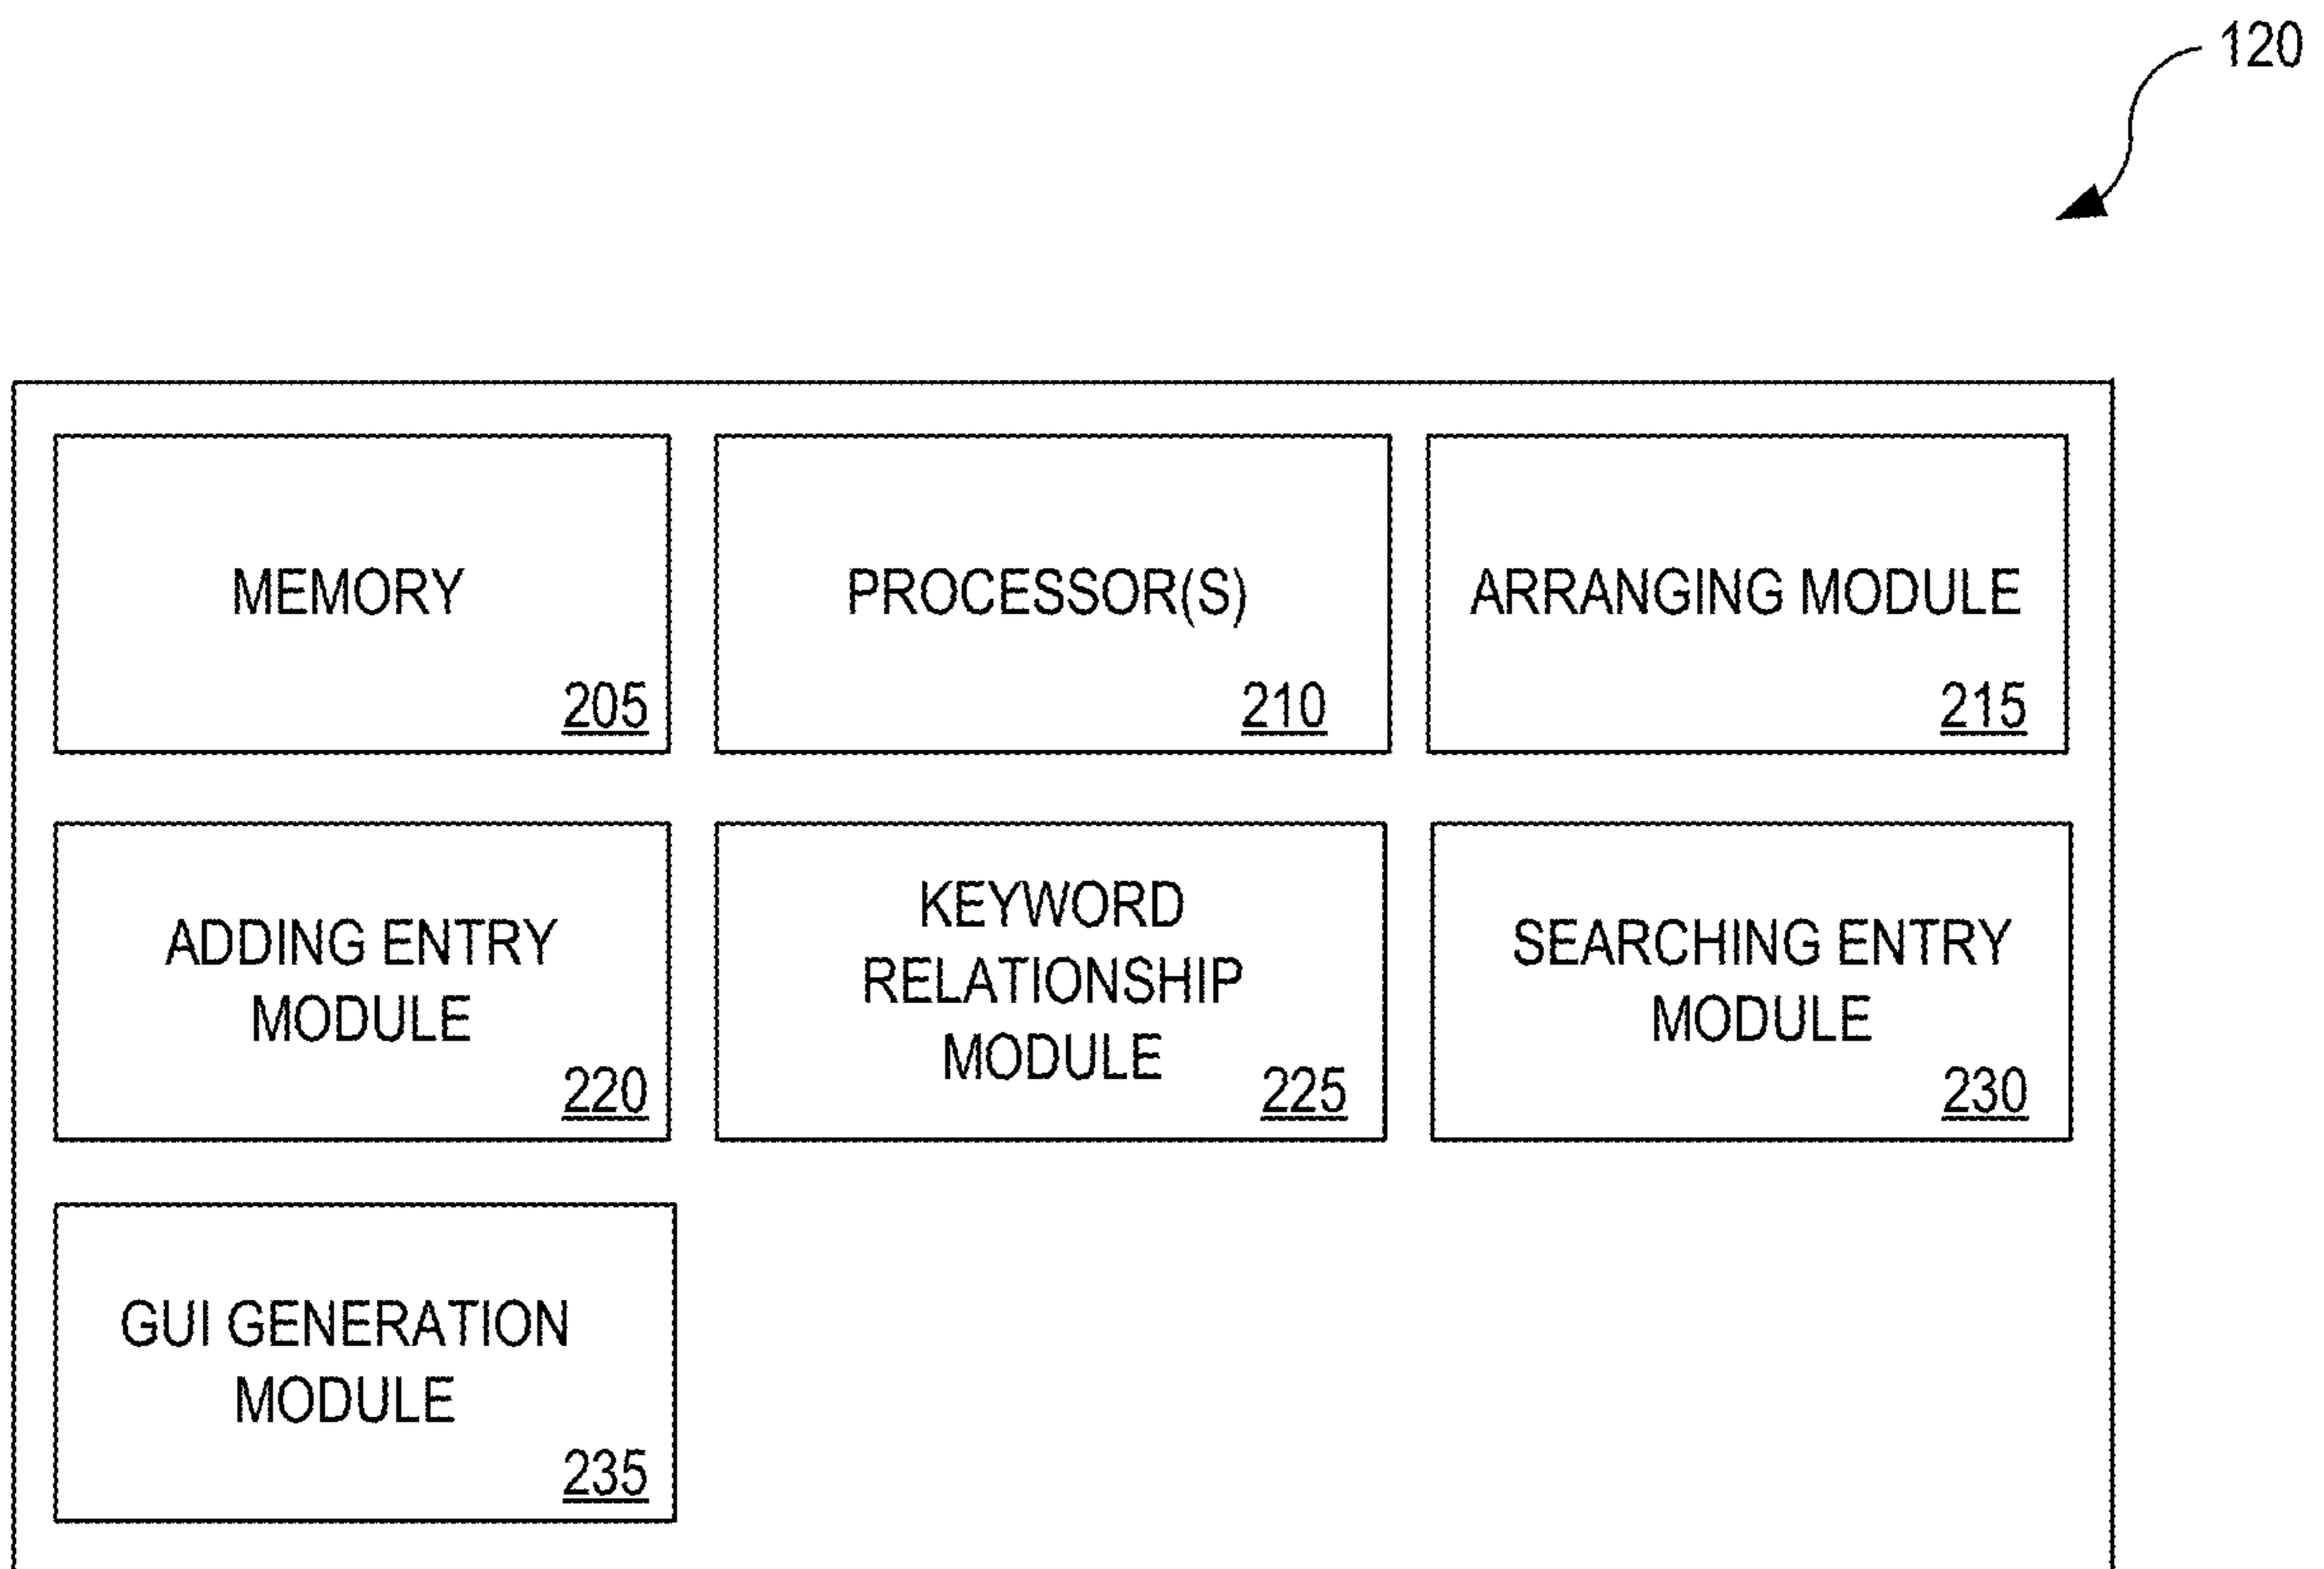 120
MEMORY
205
PROCESSOR(S)
210
ARRANGING MODULE
215
ADDING ENTRY
MODULE
220
KEYWORD
RELATIONSHIP
MODULE
225
SEARCHING ENTRY
MODULE
230
GUI GENERATION
MODULE
235